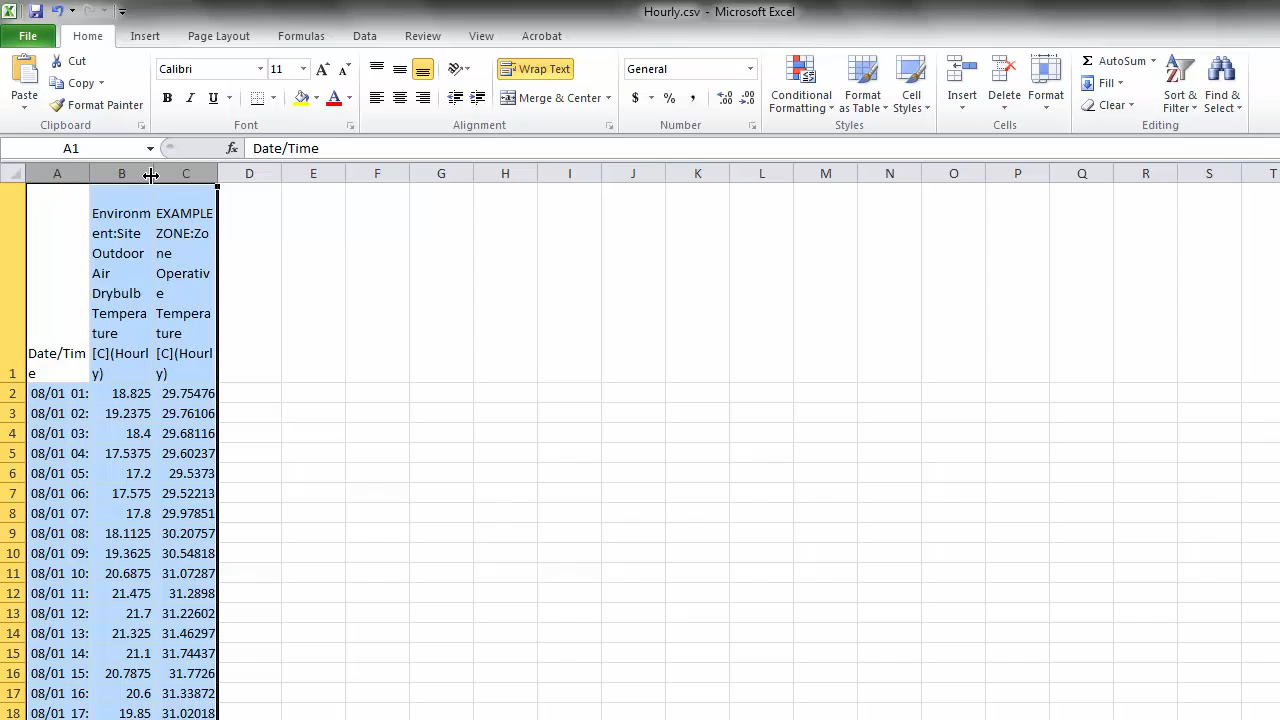 Hourly.csv - Microsoft Excel
File Home Insert Page Layout Formulas Data Review View Acrobat
Paste Cut Copy Format Painter
Calibri 11 A A
B I U A
Wrap Text
Merge & Center
General
$ % ,
Conditional Formatting Format as Table Cell Styles
Insert Delete Format
Σ AutoSum Fill Clear
Sort & Filter Find & Select
Clipboard Font Alignment Number Styles Cells Editing
A1 fx Date/Time
A B C D E F G H I J K L M N O P Q R S T
Environm EXAMPLE
ent:Site ZONE:Zo
Outdoor ne
Air Operativ
Drybulb e
Tempera Tempera
ture ture
Date/Tim [C](Hourl [C](Hourl
1 e y) y)
2 08/01 01: 18.825 29.75476
3 08/01 02: 19.2375 29.76106
4 08/01 03: 18.4 29.68116
5 08/01 04: 17.5375 29.60237
6 08/01 05: 17.2 29.5373
7 08/01 06: 17.575 29.52213
8 08/01 07: 17.8 29.97851
9 08/01 08: 18.1125 30.20757
10 08/01 09: 19.3625 30.54818
11 08/01 10: 20.6875 31.07287
12 08/01 11: 21.475 31.2898
13 08/01 12: 21.7 31.22602
14 08/01 13: 21.325 31.46297
15 08/01 14: 21.1 31.74437
16 08/01 15: 20.7875 31.7726
17 08/01 16: 20.6 31.33872
18 08/01 17: 19.85 31.02018